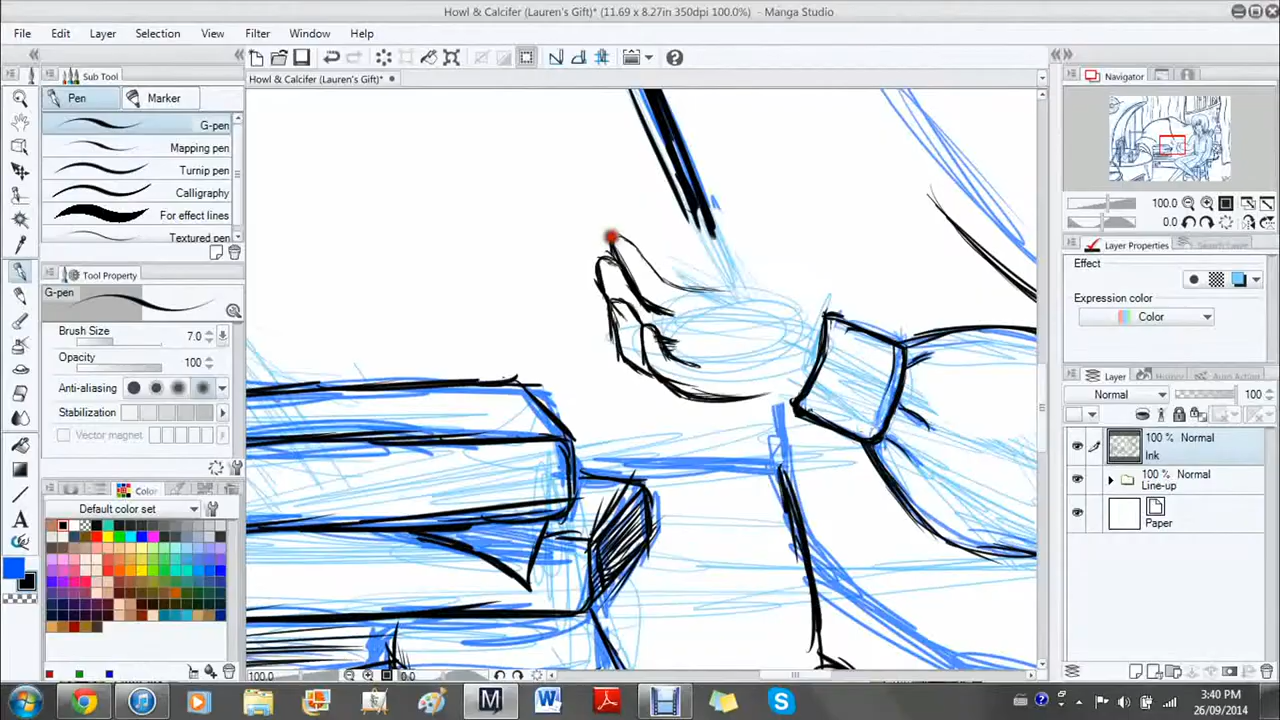 Howl & Calcifer (Lauren's Gift)* (11.69 x 8.27in 350dpi 100.0%) - Manga Studio
File Edit Layer Selection View Filter Window Help
Howl & Calcifer (Lauren's Gift)*
Sub Tool
Pen Marker
G-pen
Mapping pen
Turnip pen
Calligraphy
For effect lines
Textured pen
Tool Property
G-pen
Brush Size 7.0
Opacity 100
Anti-aliasing
Stabilization
Vector magnet
Color
Default color set
Navigator
100.0
0.0
Layer Properties
Effect
Expression color
Color
Layer
Normal 100
100 % Normal
Ink
100 % Normal
Line-up
Paper
100.0 0.0
3:40 PM
26/09/2014